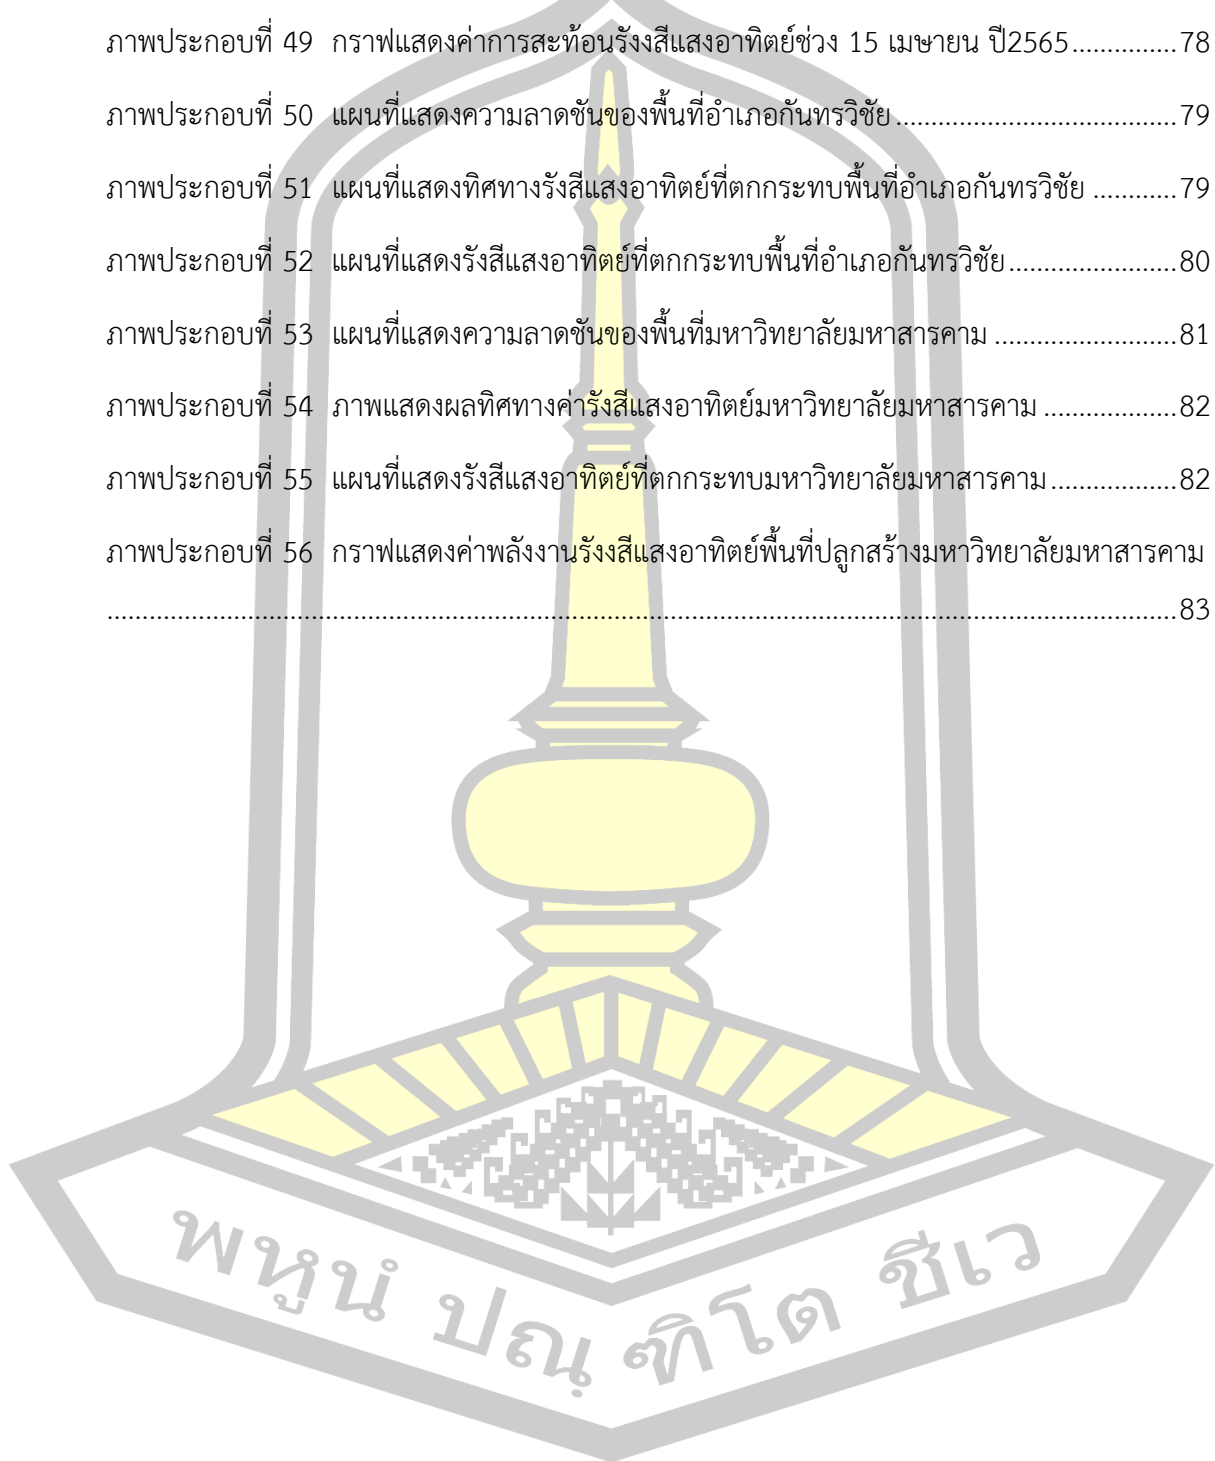 ภาพประกอบที่ 49 กราฟแสดงค่าการสะท้อนรังงสีแสงอาทิตย์ช่วง 15 เมษายน ปี2565...............78
ภาพประกอบที่ 50 แผนที่แสดงความลาดชันของพื้นที่อำเภอกันทรวิชัย........................................79
ภาพประกอบที่ 51 แผนที่แสดงทิศทางรังสีแสงอาทิตย์ที่ตกกระทบพื้นที่อำเภอกันทรวิชัย ............79
ภาพประกอบที่ 52 แผนที่แสดงรังสีแสงอาทิตย์ที่ตกกระทบพื้นที่อำเภอกันทรวิชัย........................80
ภาพประกอบที่ 53 แผนที่แสดงความลาดชันของพื้นที่มหาวิทยาลัยมหาสารคาม ..........................81
ภาพประกอบที่ 54 ภาพแสดงผลทิศทางค่ารังสีแสงอาทิตย์มหาวิทยาลัยมหาสารคาม ...................82
ภาพประกอบที่ 55 แผนที่แสดงรังสีแสงอาทิตย์ที่ตกกระทบมหาวิทยาลัยมหาสารคาม..................82
ภาพประกอบที่ 56 กราฟแสดงค่าพลังงานรังงสีแสงอาทิตย์พื้นที่ปลูกสร้างมหาวิทยาลัยมหาสารคาม
.........................................................................................................................................................83
พหูนํ ปณฺฑิโต ชีเว